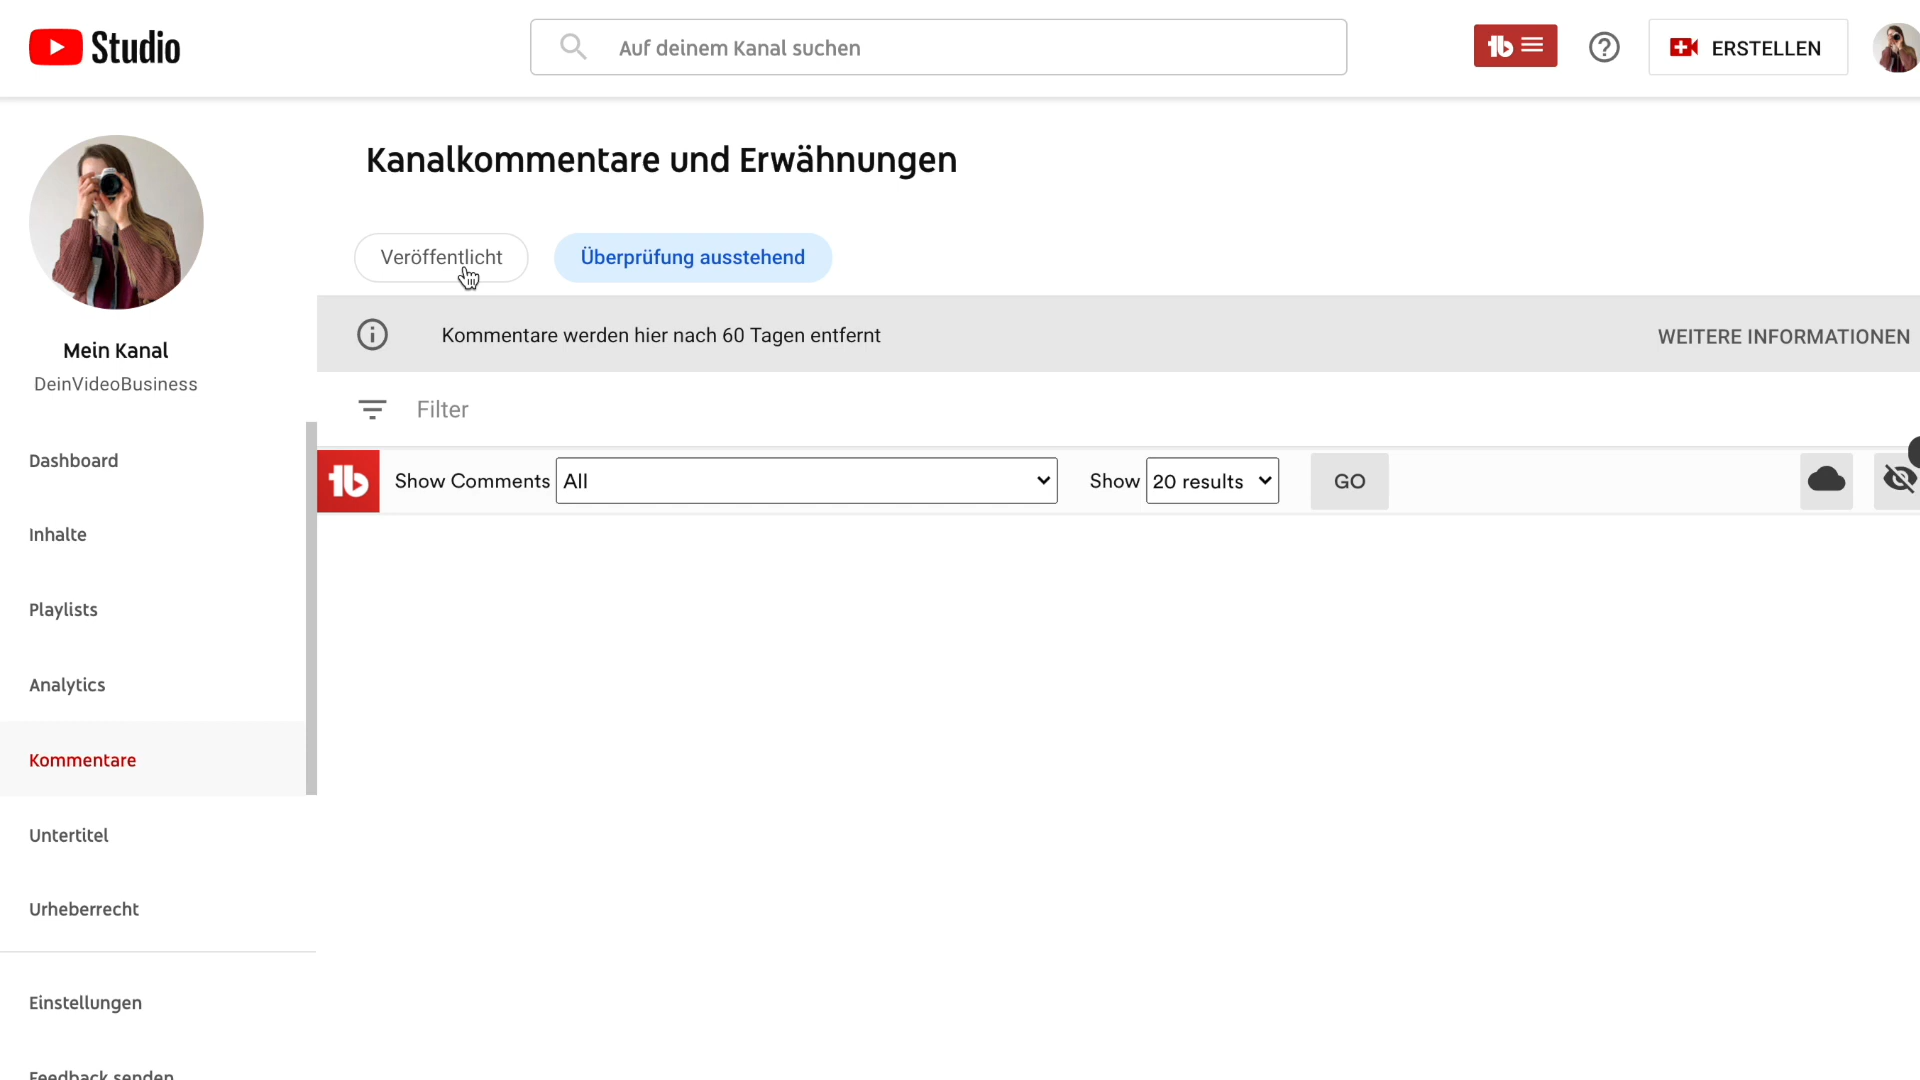 Studio
Auf deinem Kanal suchen
ERSTELLEN
Kanalkommentare und Erwähnungen
Veröffentlicht
Überprüfung ausstehend
Kommentare werden hier nach 60 Tagen entfernt
WEITERE INFORMATIONEN
Mein Kanal
DeinVideoBusiness
Filter
Show Comments All
Show 20 results
GO
Dashboard
Inhalte
Playlists
Analytics
Kommentare
Untertitel
Urheberrecht
Einstellungen
Feedback senden